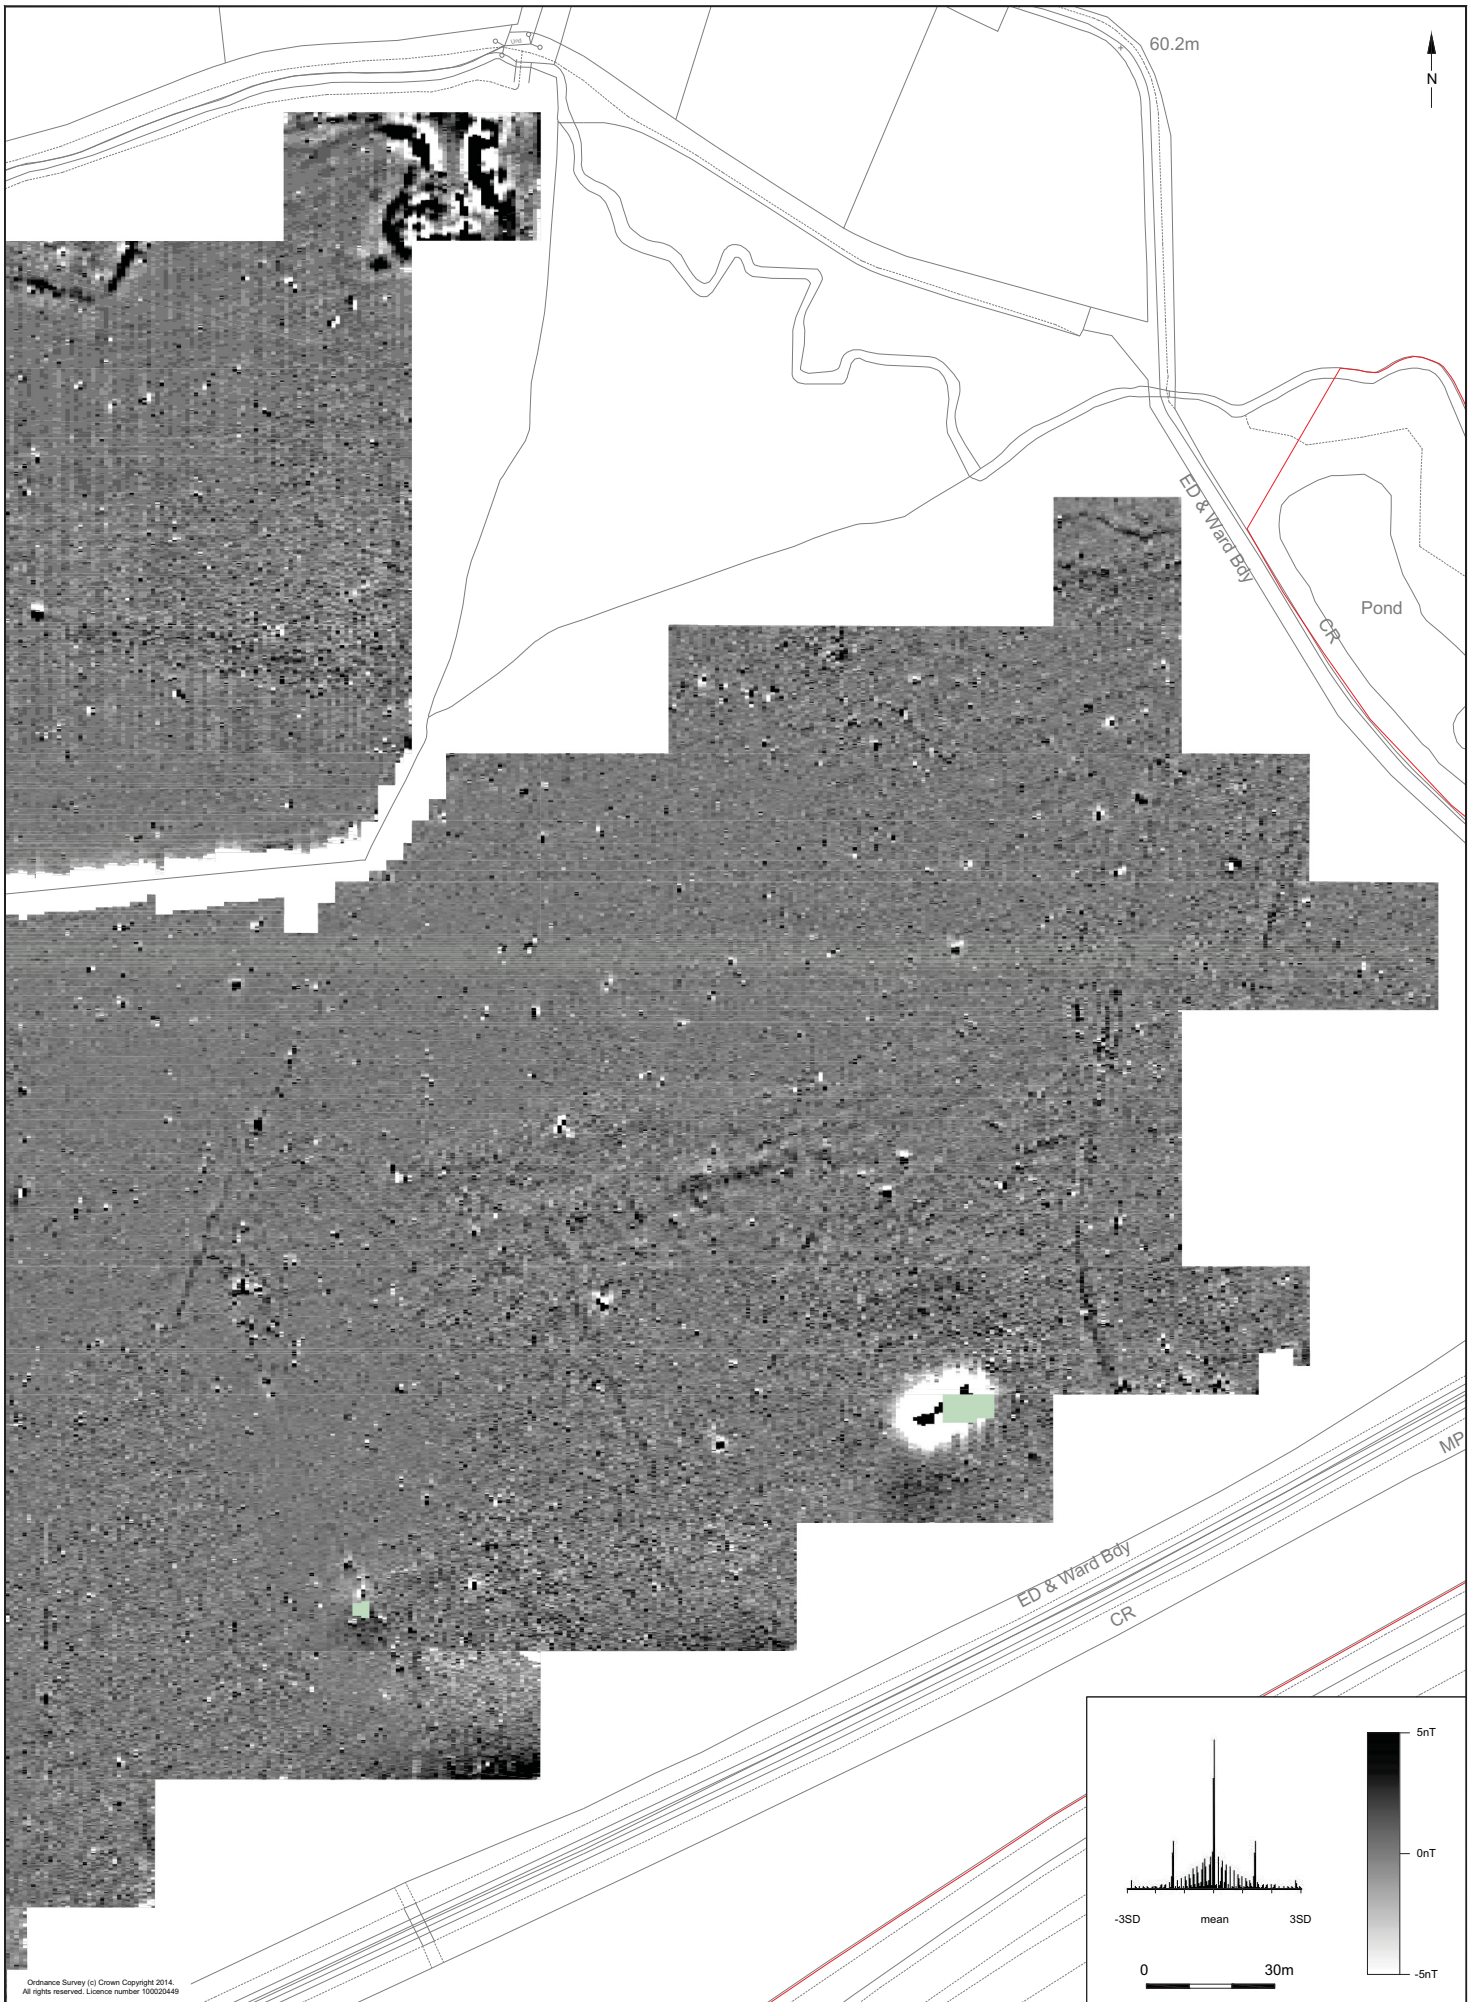 60.2m
N
Und
ED & Ward Bdy
CR
Pond
ED & Ward Bdy
CR
MP
5nT
0nT
-5nT
-3SD mean 3SD
0 30m
Ordnance Survey (c) Crown Copyright 2014.
All rights reserved. Licence number 100020449